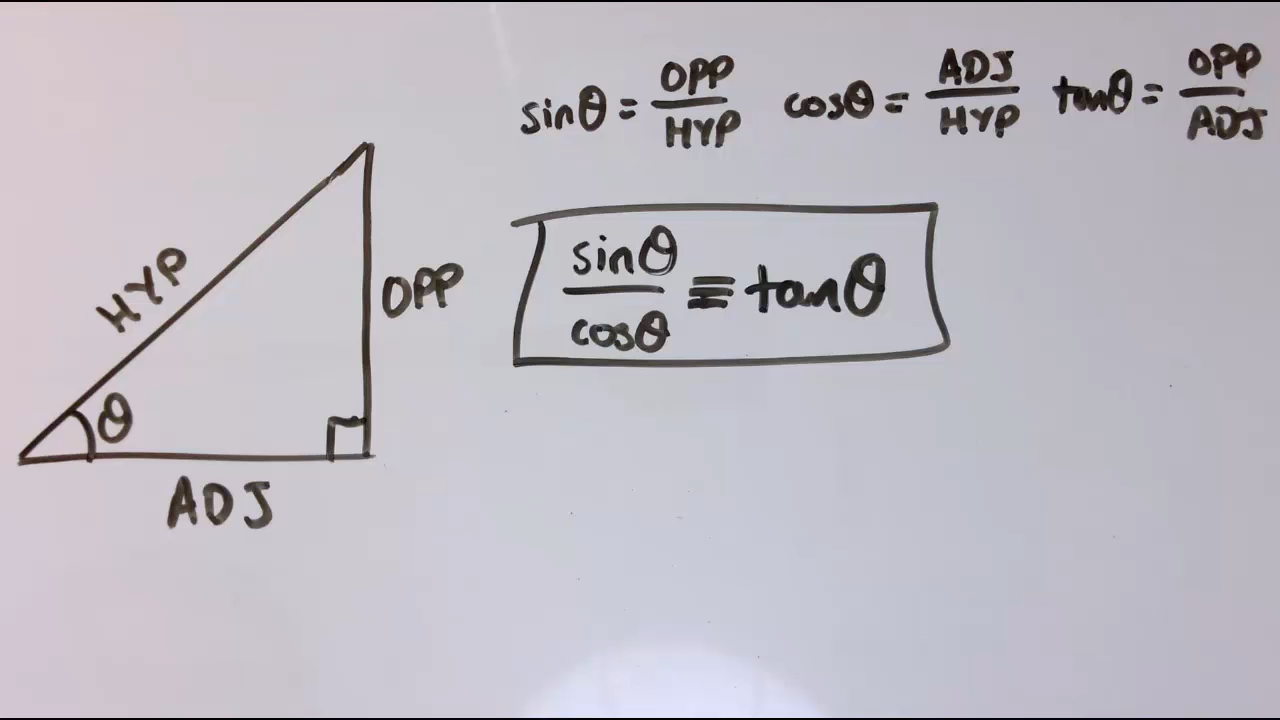 sinθ = OPP/HYP cosθ = ADJ/HYP tanθ = OPP/ADJ
sinθ/cosθ ≡ tanθ
HYP
OPP
θ
ADJ